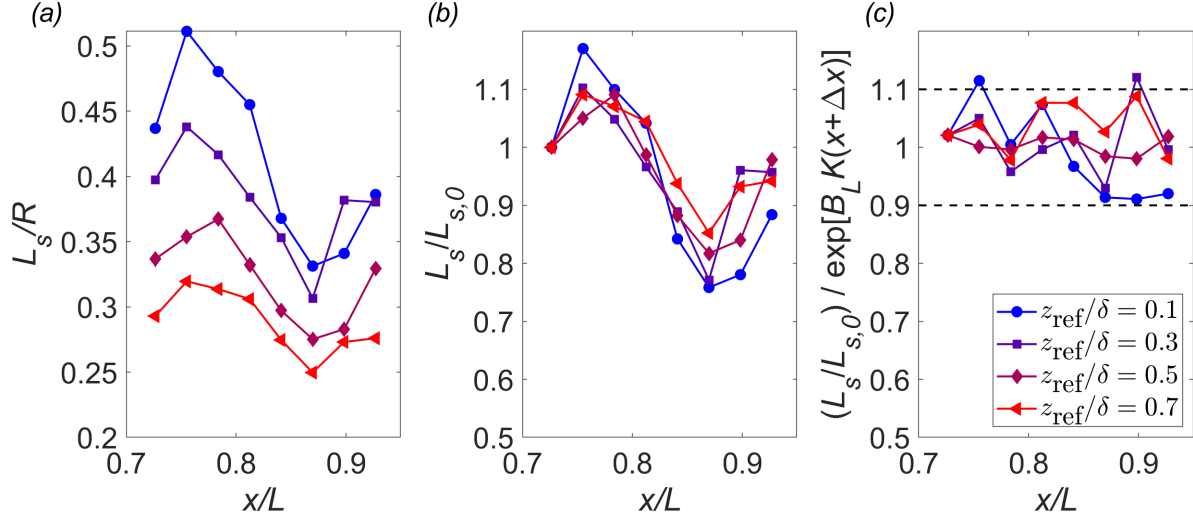 (a)
L_s/R
0.5
0.45
0.4
0.35
0.3
0.25
0.2
0.7
0.8
0.9
x/L
(b)
L_s/L_{s,0}
1.1
1
0.9
0.8
0.7
0.6
0.5
0.7
0.8
0.9
x/L
(c)
(L_s/L_{s,0}) / exp[B_L K(x+Δx)]
1.1
1
0.9
0.8
0.7
0.6
0.5
0.7
0.8
0.9
x/L
z_ref/δ = 0.1
z_ref/δ = 0.3
z_ref/δ = 0.5
z_ref/δ = 0.7